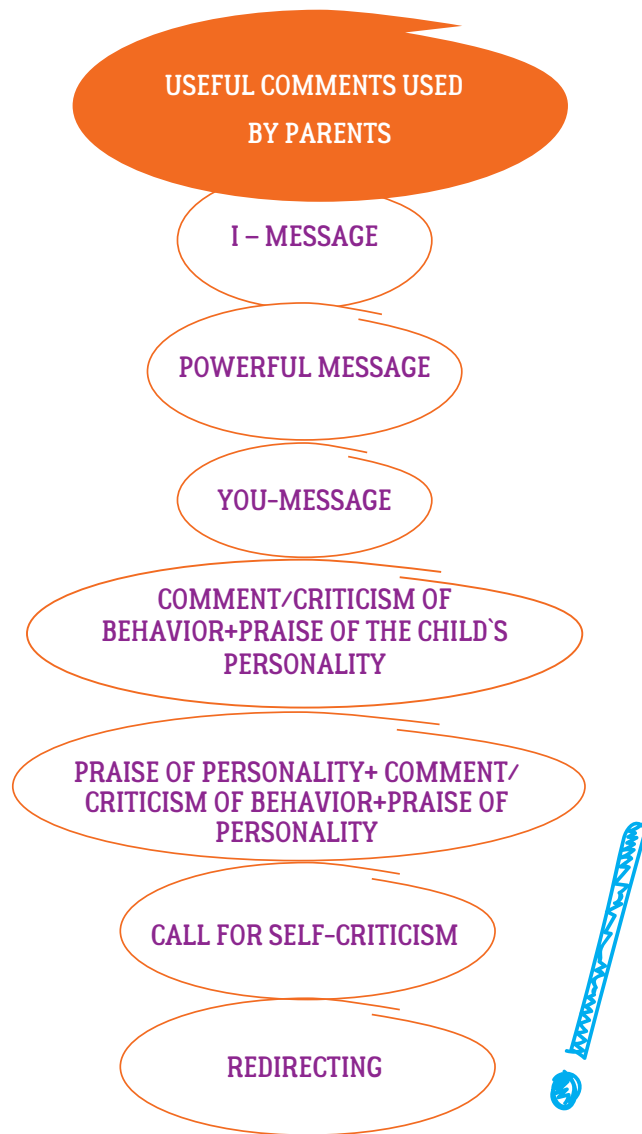 USEFUL COMMENTS USED
BY PARENTS
I – MESSAGE
POWERFUL MESSAGE
YOU-MESSAGE
COMMENT/CRITICISM OF
BEHAVIOR+PRAISE OF THE CHILD`S
PERSONALITY
PRAISE OF PERSONALITY+ COMMENT/
CRITICISM OF BEHAVIOR+PRAISE OF
PERSONALITY
CALL FOR SELF-CRITICISM
REDIRECTING